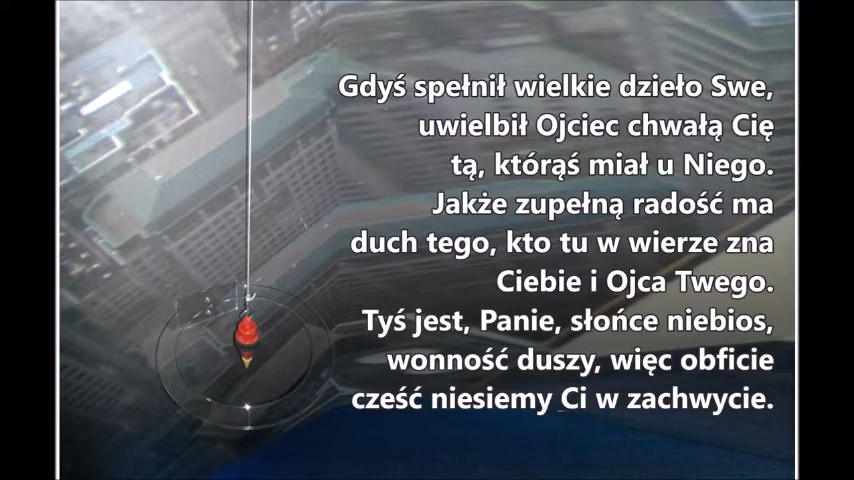 Gdyś spełnił wielkie dzieło Swe,
uwielbił Ojciec chwałą Cię
tą, którąś miał u Niego.
Jakże zupełną radość ma
duch tego, kto tu w wierze zna
Ciebie i Ojca Twego.
Tyś jest, Panie, słońce niebios,
wonność duszy, więc obficie
cześć niesiemy Ci w zachwycie.